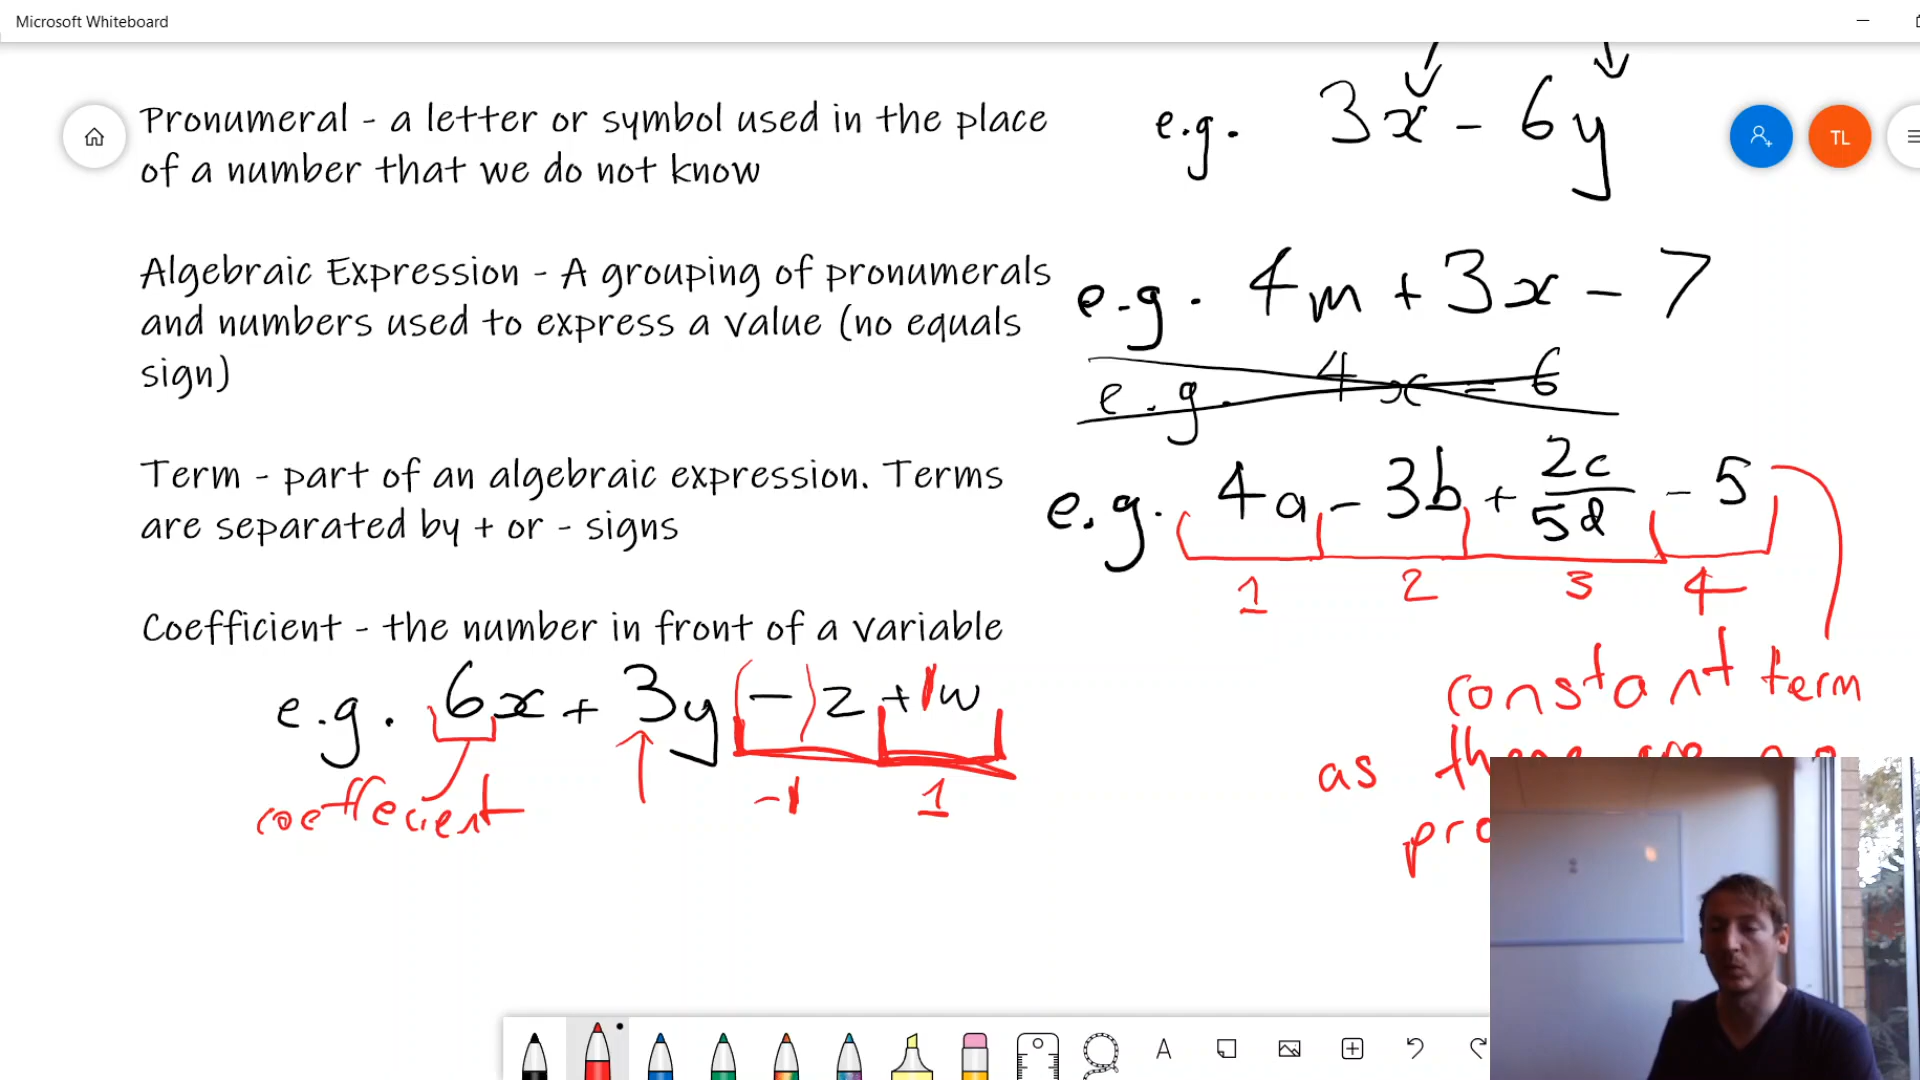 Microsoft Whiteboard
Pronumeral - a letter or symbol used in the place
of a number that we do not know
e.g. 3x - 6y
TL
Algebraic Expression - A grouping of pronumerals
and numbers used to express a value (no equals
sign)
e.g. 4m + 3x - 7
e.g. 4x = 6
Term - part of an algebraic expression. Terms
are separated by + or - signs
e.g. 4a - 3b + 2c/5d - 5
1 2 3 4
Coefficient - the number in front of a variable
e.g. 6x + 3y (-) z + 1w
coeffecient
-1 1
constant term
as